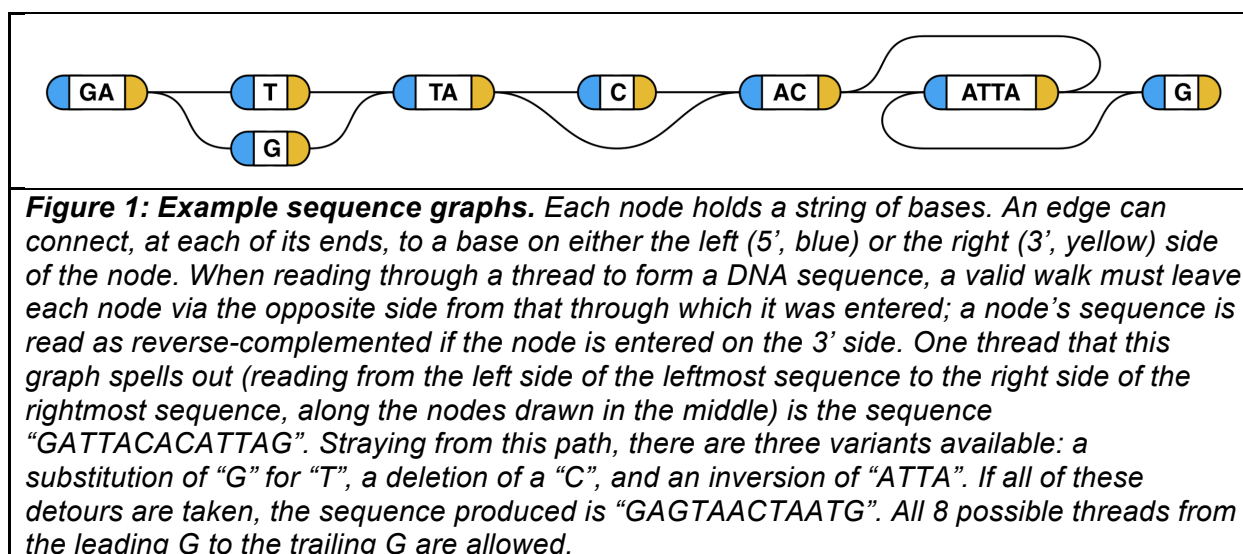 GA T TA C AC ATTA G
G
Figure 1: Example sequence graphs. Each node holds a string of bases. An edge can
connect, at each of its ends, to a base on either the left (5’, blue) or the right (3’, yellow) side
of the node. When reading through a thread to form a DNA sequence, a valid walk must leave
each node via the opposite side from that through which it was entered; a node’s sequence is
read as reverse-complemented if the node is entered on the 3’ side. One thread that this
graph spells out (reading from the left side of the leftmost sequence to the right side of the
rightmost sequence, along the nodes drawn in the middle) is the sequence
“GATTACACATTAG”. Straying from this path, there are three variants available: a
substitution of “G” for “T”, a deletion of a “C”, and an inversion of “ATTA”. If all of these
detours are taken, the sequence produced is “GAGTAACTAATG”. All 8 possible threads from
the leading G to the trailing G are allowed.